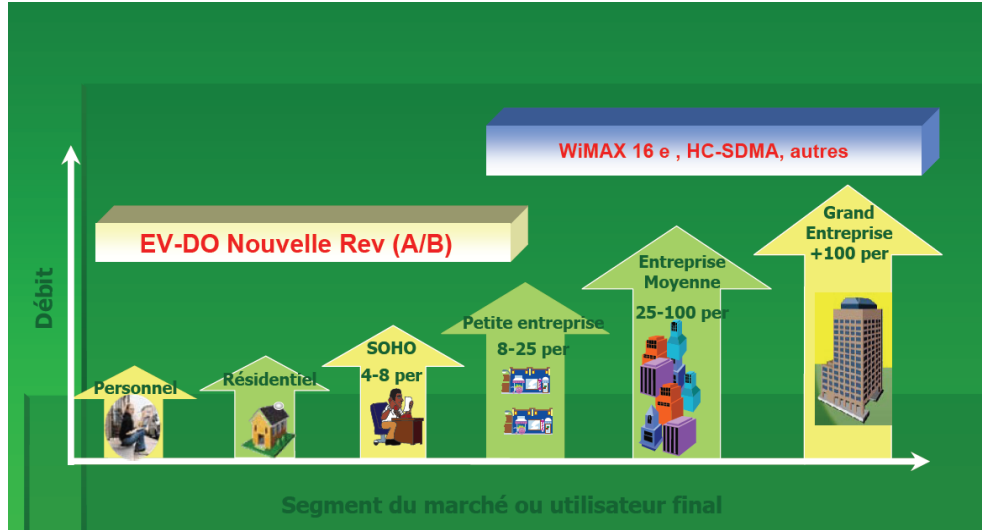 WiMAX 16 e , HC-SDMA, autres
EV-DO Nouvelle Rev (A/B)
Débit
Personnel
Résidentiel
SOHO
4-8 per
Petite entreprise
8-25 per
Entreprise
Moyenne
25-100 per
Grand
Entreprise
+100 per
Segment du marché ou utilisateur final